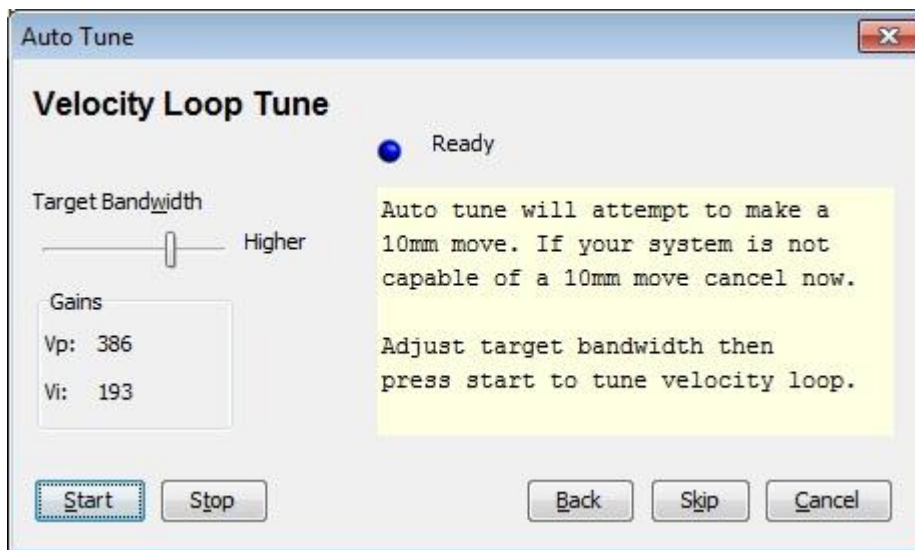 Auto Tune
Velocity Loop Tune
Ready
Target Bandwidth
Higher
Gains
Vp: 386
Vi: 193
Auto tune will attempt to make a
10mm move. If your system is not
capable of a 10mm move cancel now.
Adjust target bandwidth then
press start to tune velocity loop.
Start
Stop
Back
Skip
Cancel